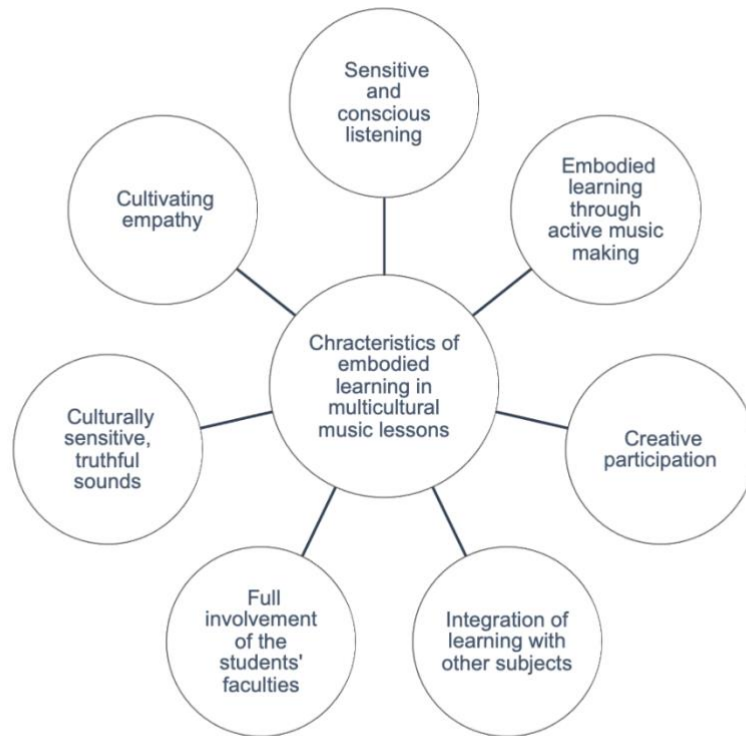 Sensitive
and
conscious
listening
Embodied
learning
through
active music
making
Creative
participation
Integration of
learning with
other subjects
Full
involvement
of the
students'
faculties
Culturally
sensitive,
truthful
sounds
Cultivating
empathy
Chracteristics of
embodied
learning in
multicultural
music lessons